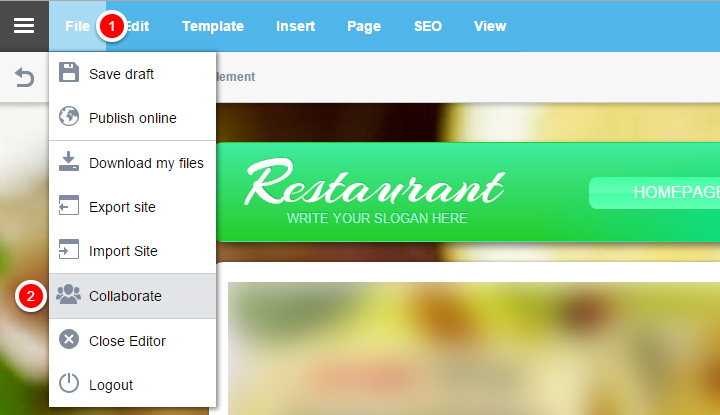 File 1 Edit Template Insert Page SEO View
Save draft
lement
Publish online
Download my files
Export site
Import Site
2 Collaborate
Close Editor
Logout
Restaurant
WRITE YOUR SLOGAN HERE
HOMEPAGE